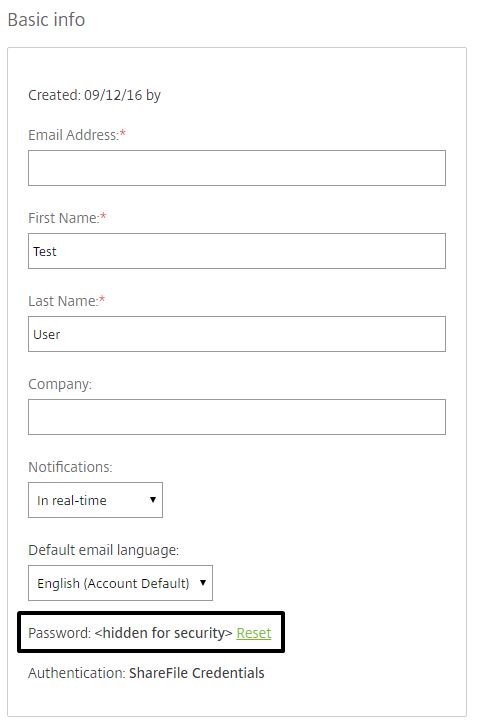 Basic info
Created: 09/12/16 by
Email Address:*
First Name:*
Test
Last Name:*
User
Company:
Notifications:
In real-time
Default email language:
English (Account Default)
Password: <hidden for security> Reset
Authentication: ShareFile Credentials